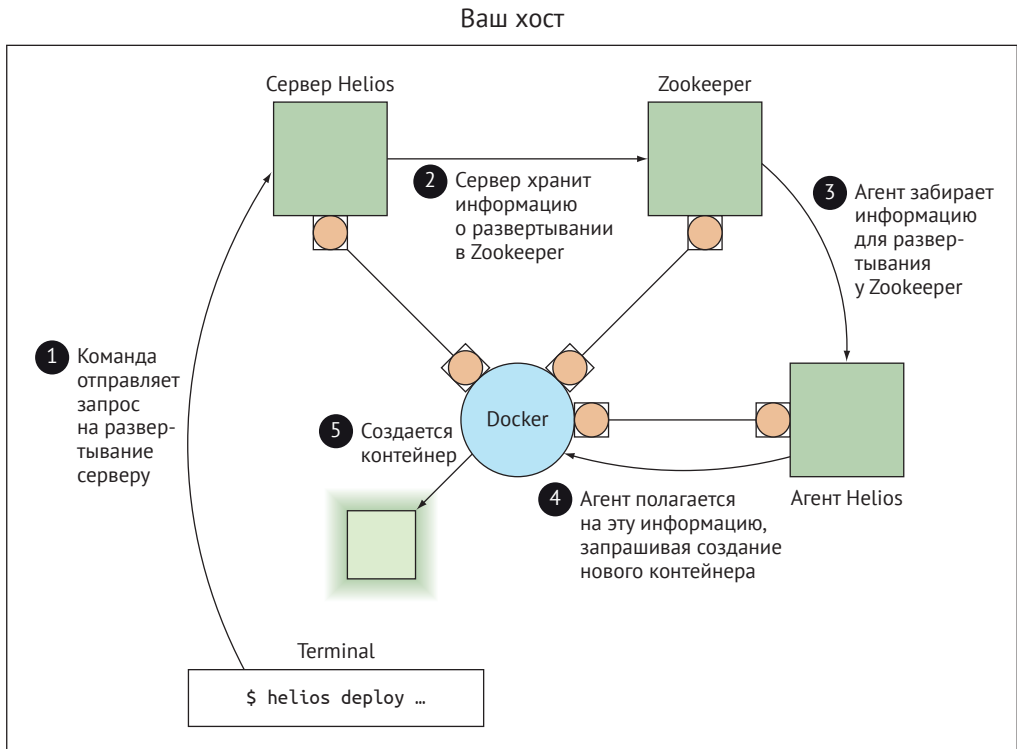 Ваш хост
Сервер Helios
Zookeeper
1 Команда
отправляет
запрос
на развер-
тывание
серверу
2 Сервер хранит
информацию
о развертывании
в Zookeeper
3 Агент забирает
информацию
для развер-
тывания
у Zookeeper
Docker
Агент Helios
4 Агент полагается
на эту информацию,
запрашивая создание
нового контейнера
5 Создается
контейнер
Terminal
$ helios deploy …